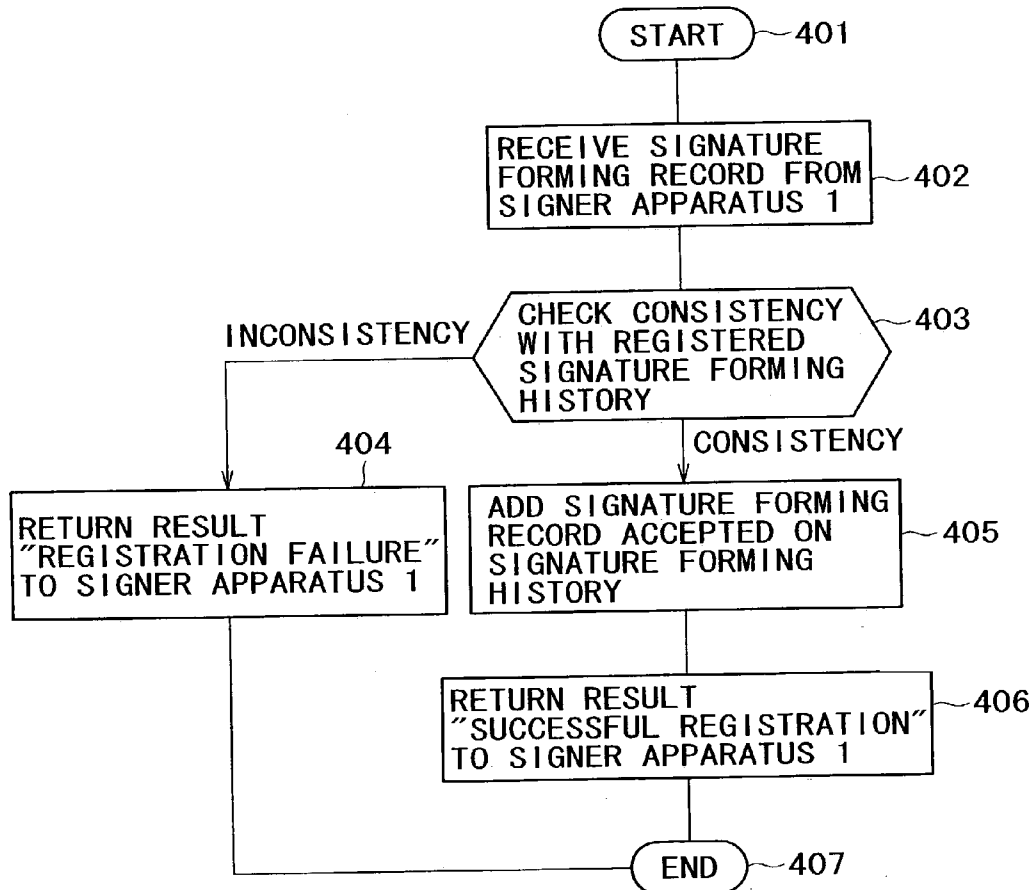 START
401
RECEIVE SIGNATURE
FORMING RECORD FROM
SIGNER APPARATUS 1
402
CHECK CONSISTENCY
WITH REGISTERED
SIGNATURE FORMING
HISTORY
403
INCONSISTENCY
CONSISTENCY
404
RETURN RESULT
"REGISTRATION FAILURE"
TO SIGNER APPARATUS 1
ADD SIGNATURE FORMING
RECORD ACCEPTED ON
SIGNATURE FORMING
HISTORY
405
RETURN RESULT
"SUCCESSFUL REGISTRATION"
TO SIGNER APPARATUS 1
406
END
407